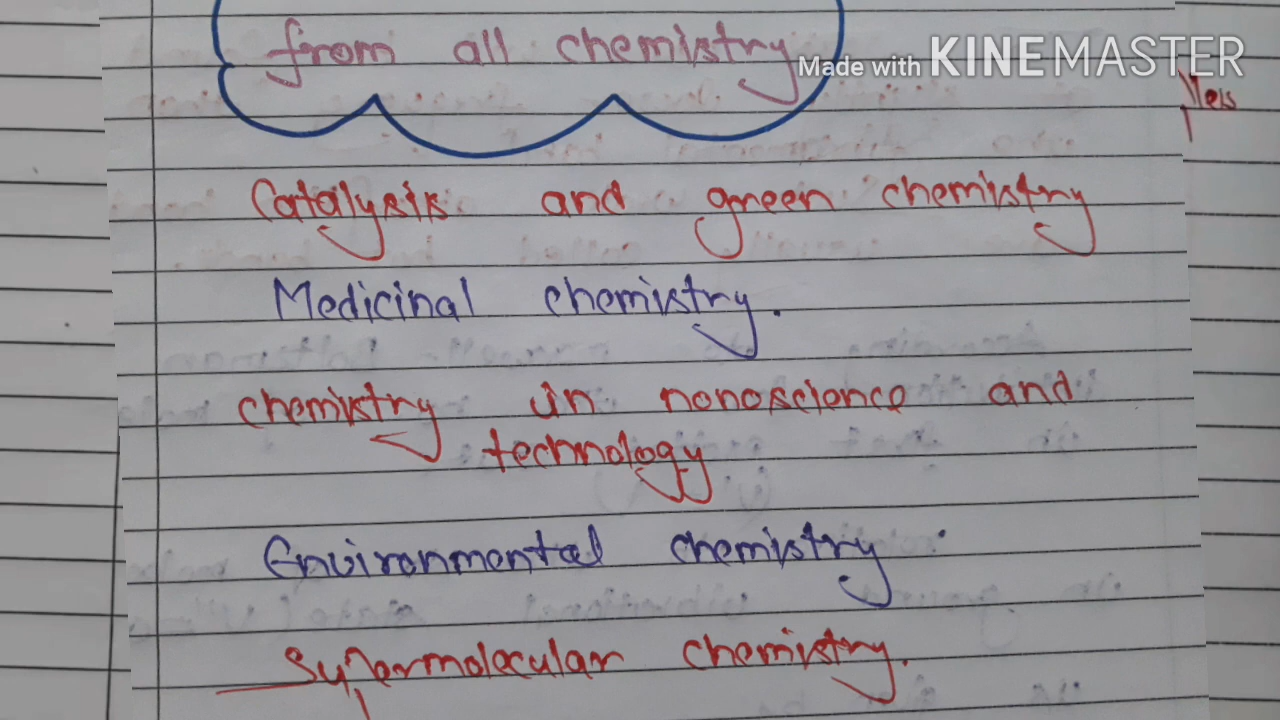 from all chemistry
Made with KINEMASTER
Catalysis and green chemistry
Medicinal chemistry.
chemistry in nonoscience and
technology
Environmental chemistry.
Supermolecular chemistry.